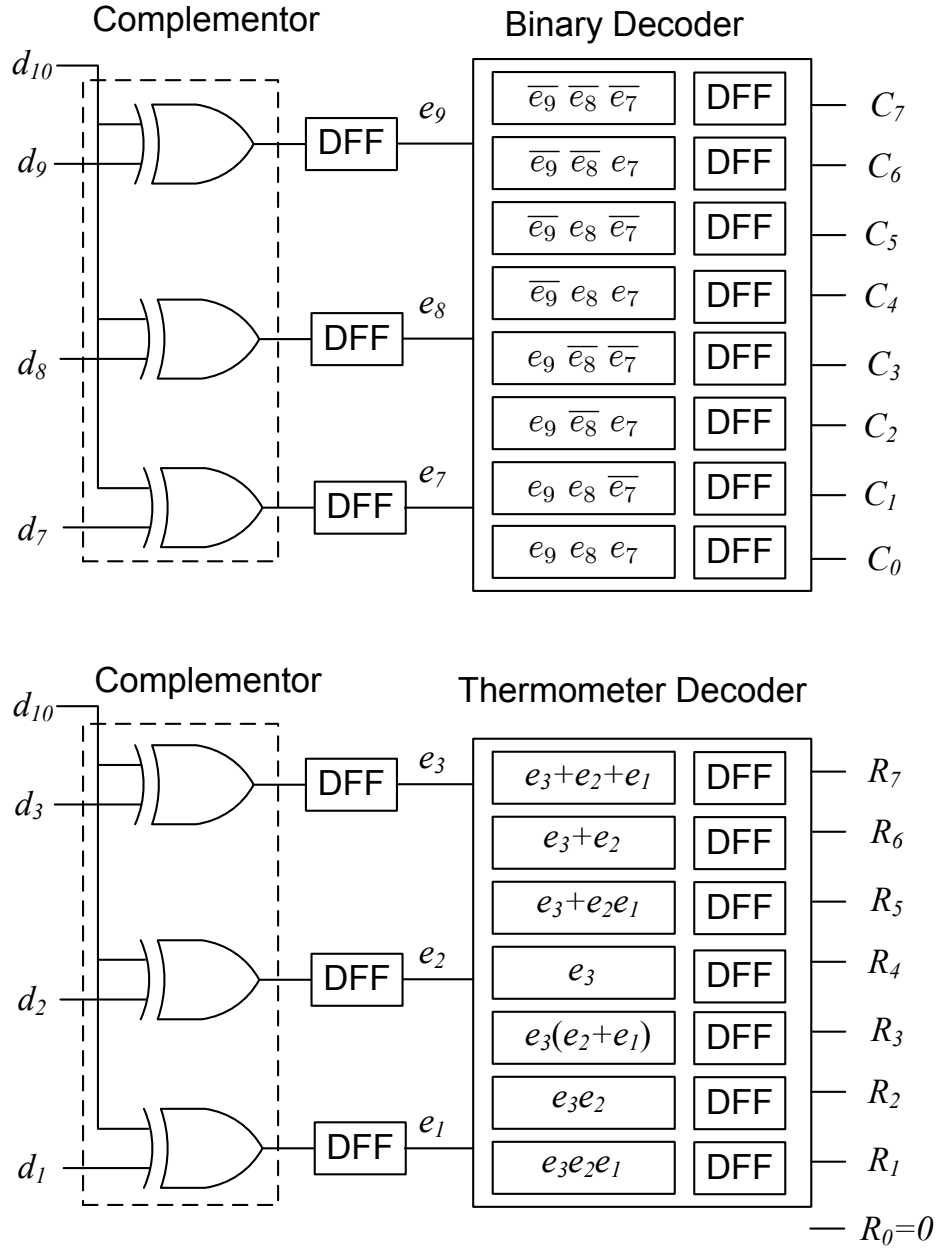 Complementor
Binary Decoder
d10
d9
DFF
e9
e̅9̅ e̅8̅ e̅7̅ DFF C7
e̅9̅ e̅8̅ e7 DFF C6
e̅9̅ e8 e̅7̅ DFF C5
d8
DFF
e8
e̅9̅ e8 e7 DFF C4
e9 e̅8̅ e̅7̅ DFF C3
e9 e̅8̅ e7 DFF C2
d7
DFF
e7
e9 e8 e̅7̅ DFF C1
e9 e8 e7 DFF C0
Complementor
Thermometer Decoder
d10
d3
DFF
e3
e3+e2+e1 DFF R7
e3+e2 DFF R6
e3+e2e1 DFF R5
d2
DFF
e2
e3 DFF R4
e3(e2+e1) DFF R3
d1
DFF
e1
e3e2 DFF R2
e3e2e1 DFF R1
R0=0